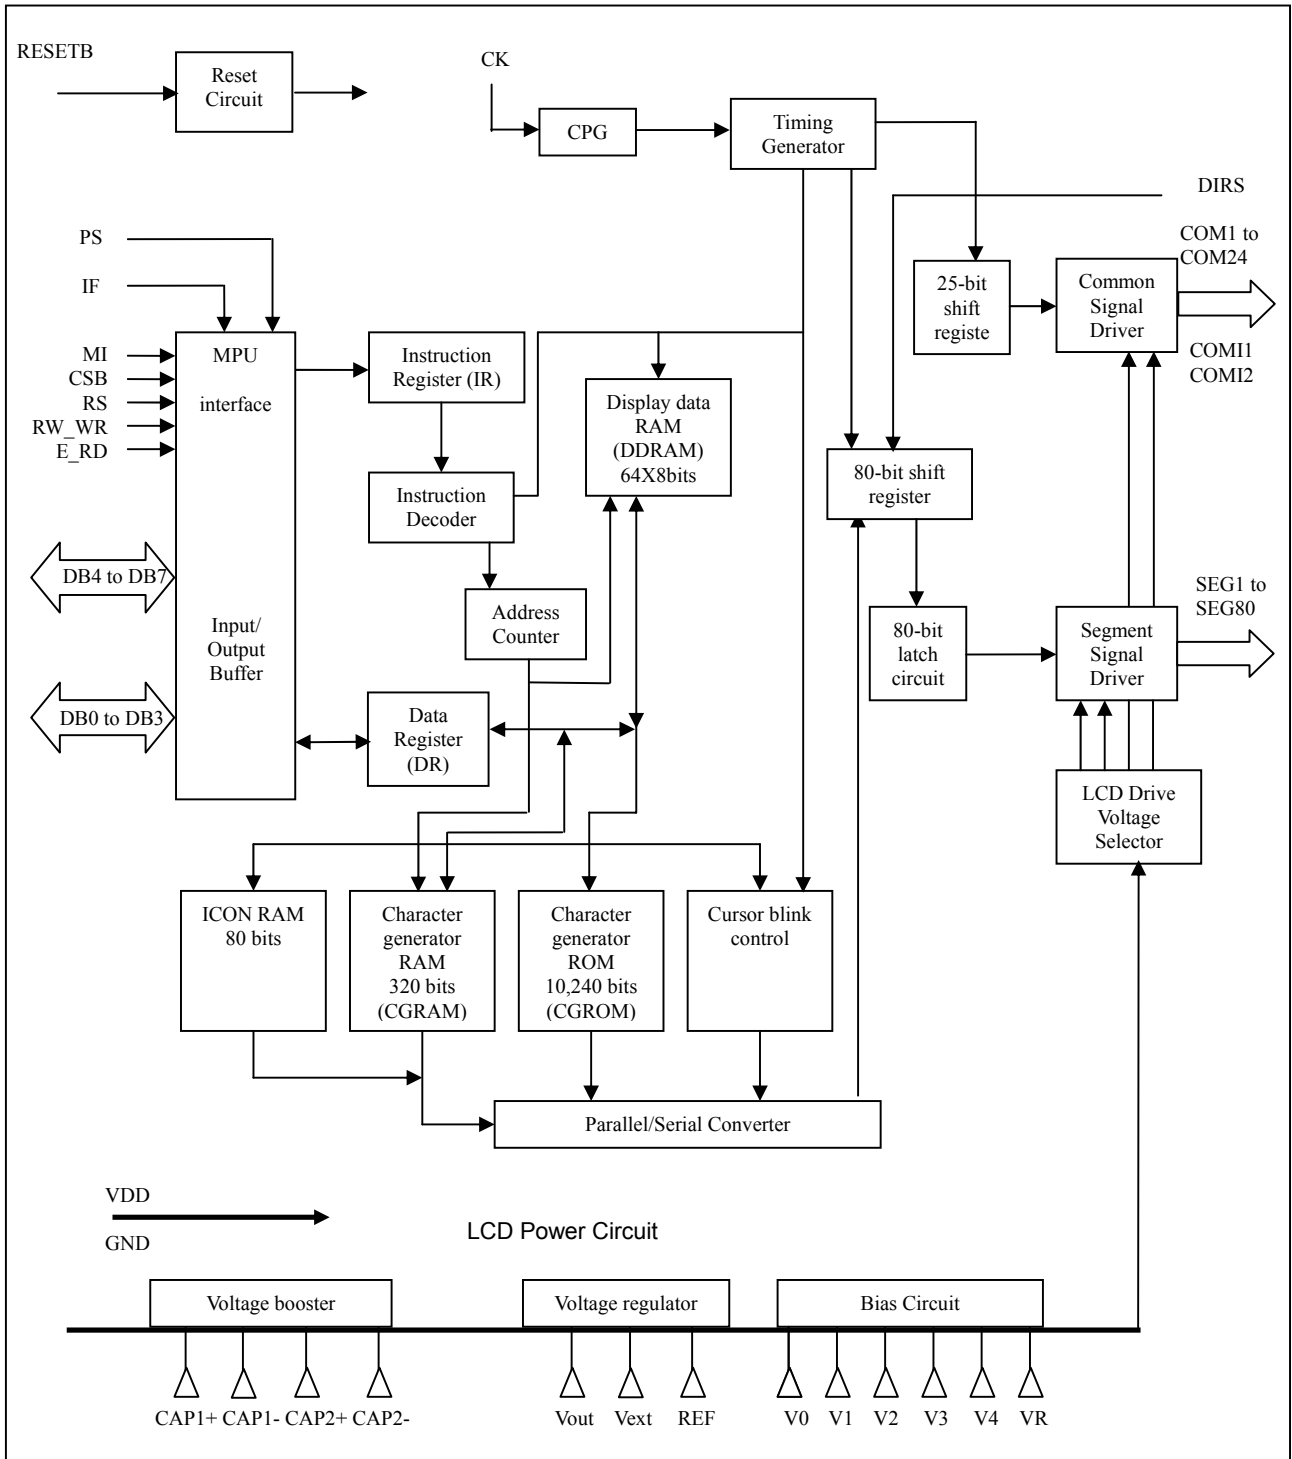 RESETB
Reset
Circuit
CK
CPG
Timing
Generator
DIRS
PS
IF
COM1 to
COM24
25-bit
shift
registe
Common
Signal
Driver
COMI1
COMI2
MI
CSB
RS
RW_WR
E_RD
MPU
interface
Instruction
Register (IR)
Display data
RAM
(DDRAM)
64X8bits
80-bit shift
register
Instruction
Decoder
DB4 to DB7
Input/
Output
Buffer
Address
Counter
80-bit
latch
circuit
Segment
Signal
Driver
SEG1 to
SEG80
DB0 to DB3
Data
Register
(DR)
LCD Drive
Voltage
Selector
ICON RAM
80 bits
Character
generator
RAM
320 bits
(CGRAM)
Character
generator
ROM
10,240 bits
(CGROM)
Cursor blink
control
Parallel/Serial Converter
VDD
GND
LCD Power Circuit
Voltage booster
Voltage regulator
Bias Circuit
CAP1+ CAP1- CAP2+ CAP2-
Vout Vext REF
V0 V1 V2 V3 V4 VR